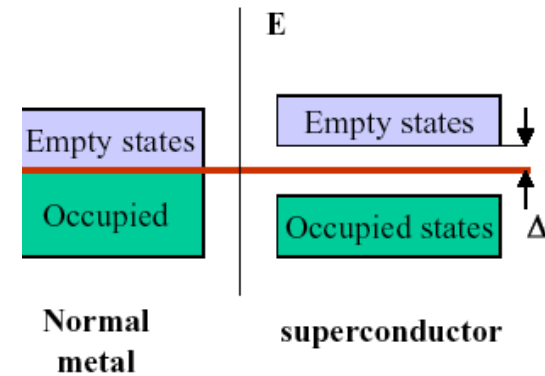 E
Empty states
Occupied
Empty states
Occupied states
Δ
Normal
metal
superconductor